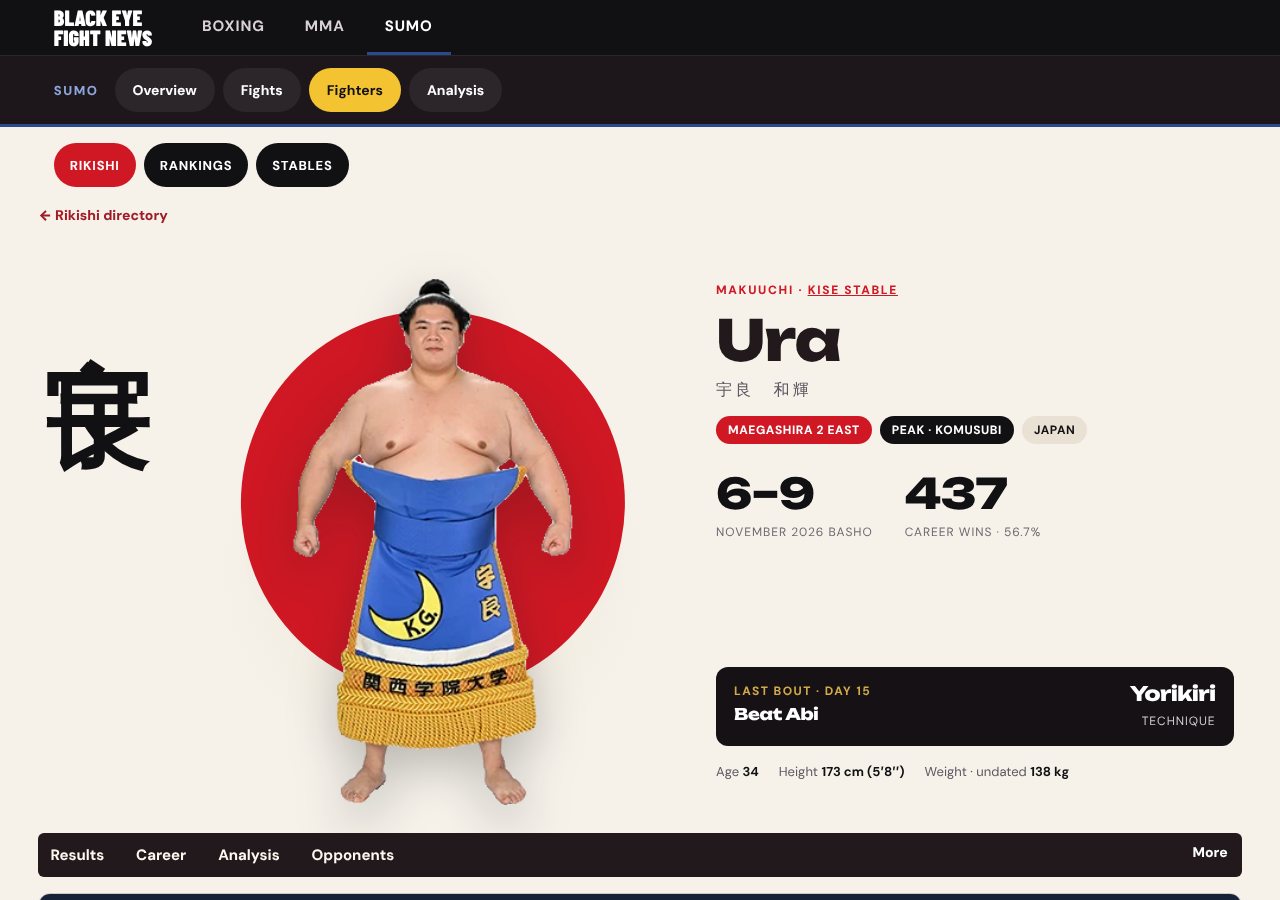 BLACK EYE
FIGHT NEWS
BOXING MMA SUMO
SUMO Overview Fights Fighters Analysis
RIKISHI RANKINGS STABLES
← Rikishi directory
MAKUUCHI · KISE STABLE
Ura
宇良 和輝
MAEGASHIRA 2 EAST PEAK · KOMUSUBI JAPAN
6–9 437
NOVEMBER 2026 BASHO CAREER WINS · 56.7%
宇良
K.G.
関西学院大学
LAST BOUT · DAY 15
Beat Abi
Yorikiri
TECHNIQUE
Age 34 Height 173 cm (5′8″) Weight · undated 138 kg
Results Career Analysis Opponents More